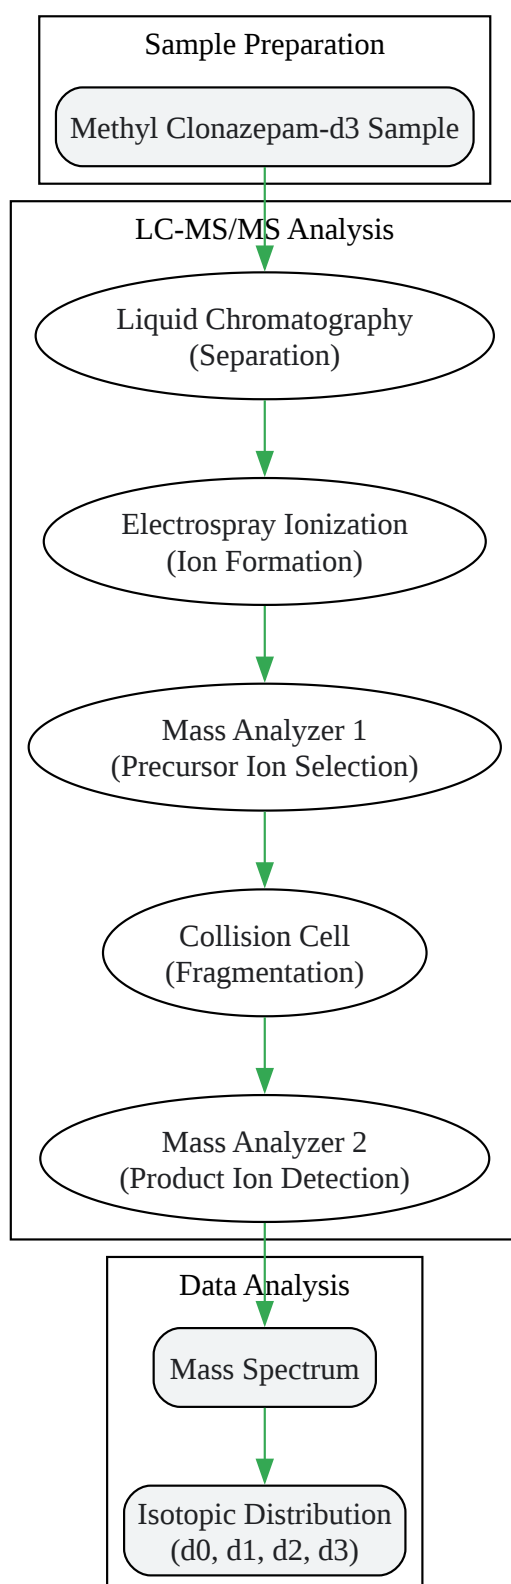 Sample Preparation
Methyl Clonazepam-d3 Sample
LC-MS/MS Analysis
Liquid Chromatography
(Separation)
Electrospray Ionization
(Ion Formation)
Mass Analyzer 1
(Precursor Ion Selection)
Collision Cell
(Fragmentation)
Mass Analyzer 2
(Product Ion Detection)
Data Analysis
Mass Spectrum
Isotopic Distribution
(d0, d1, d2, d3)